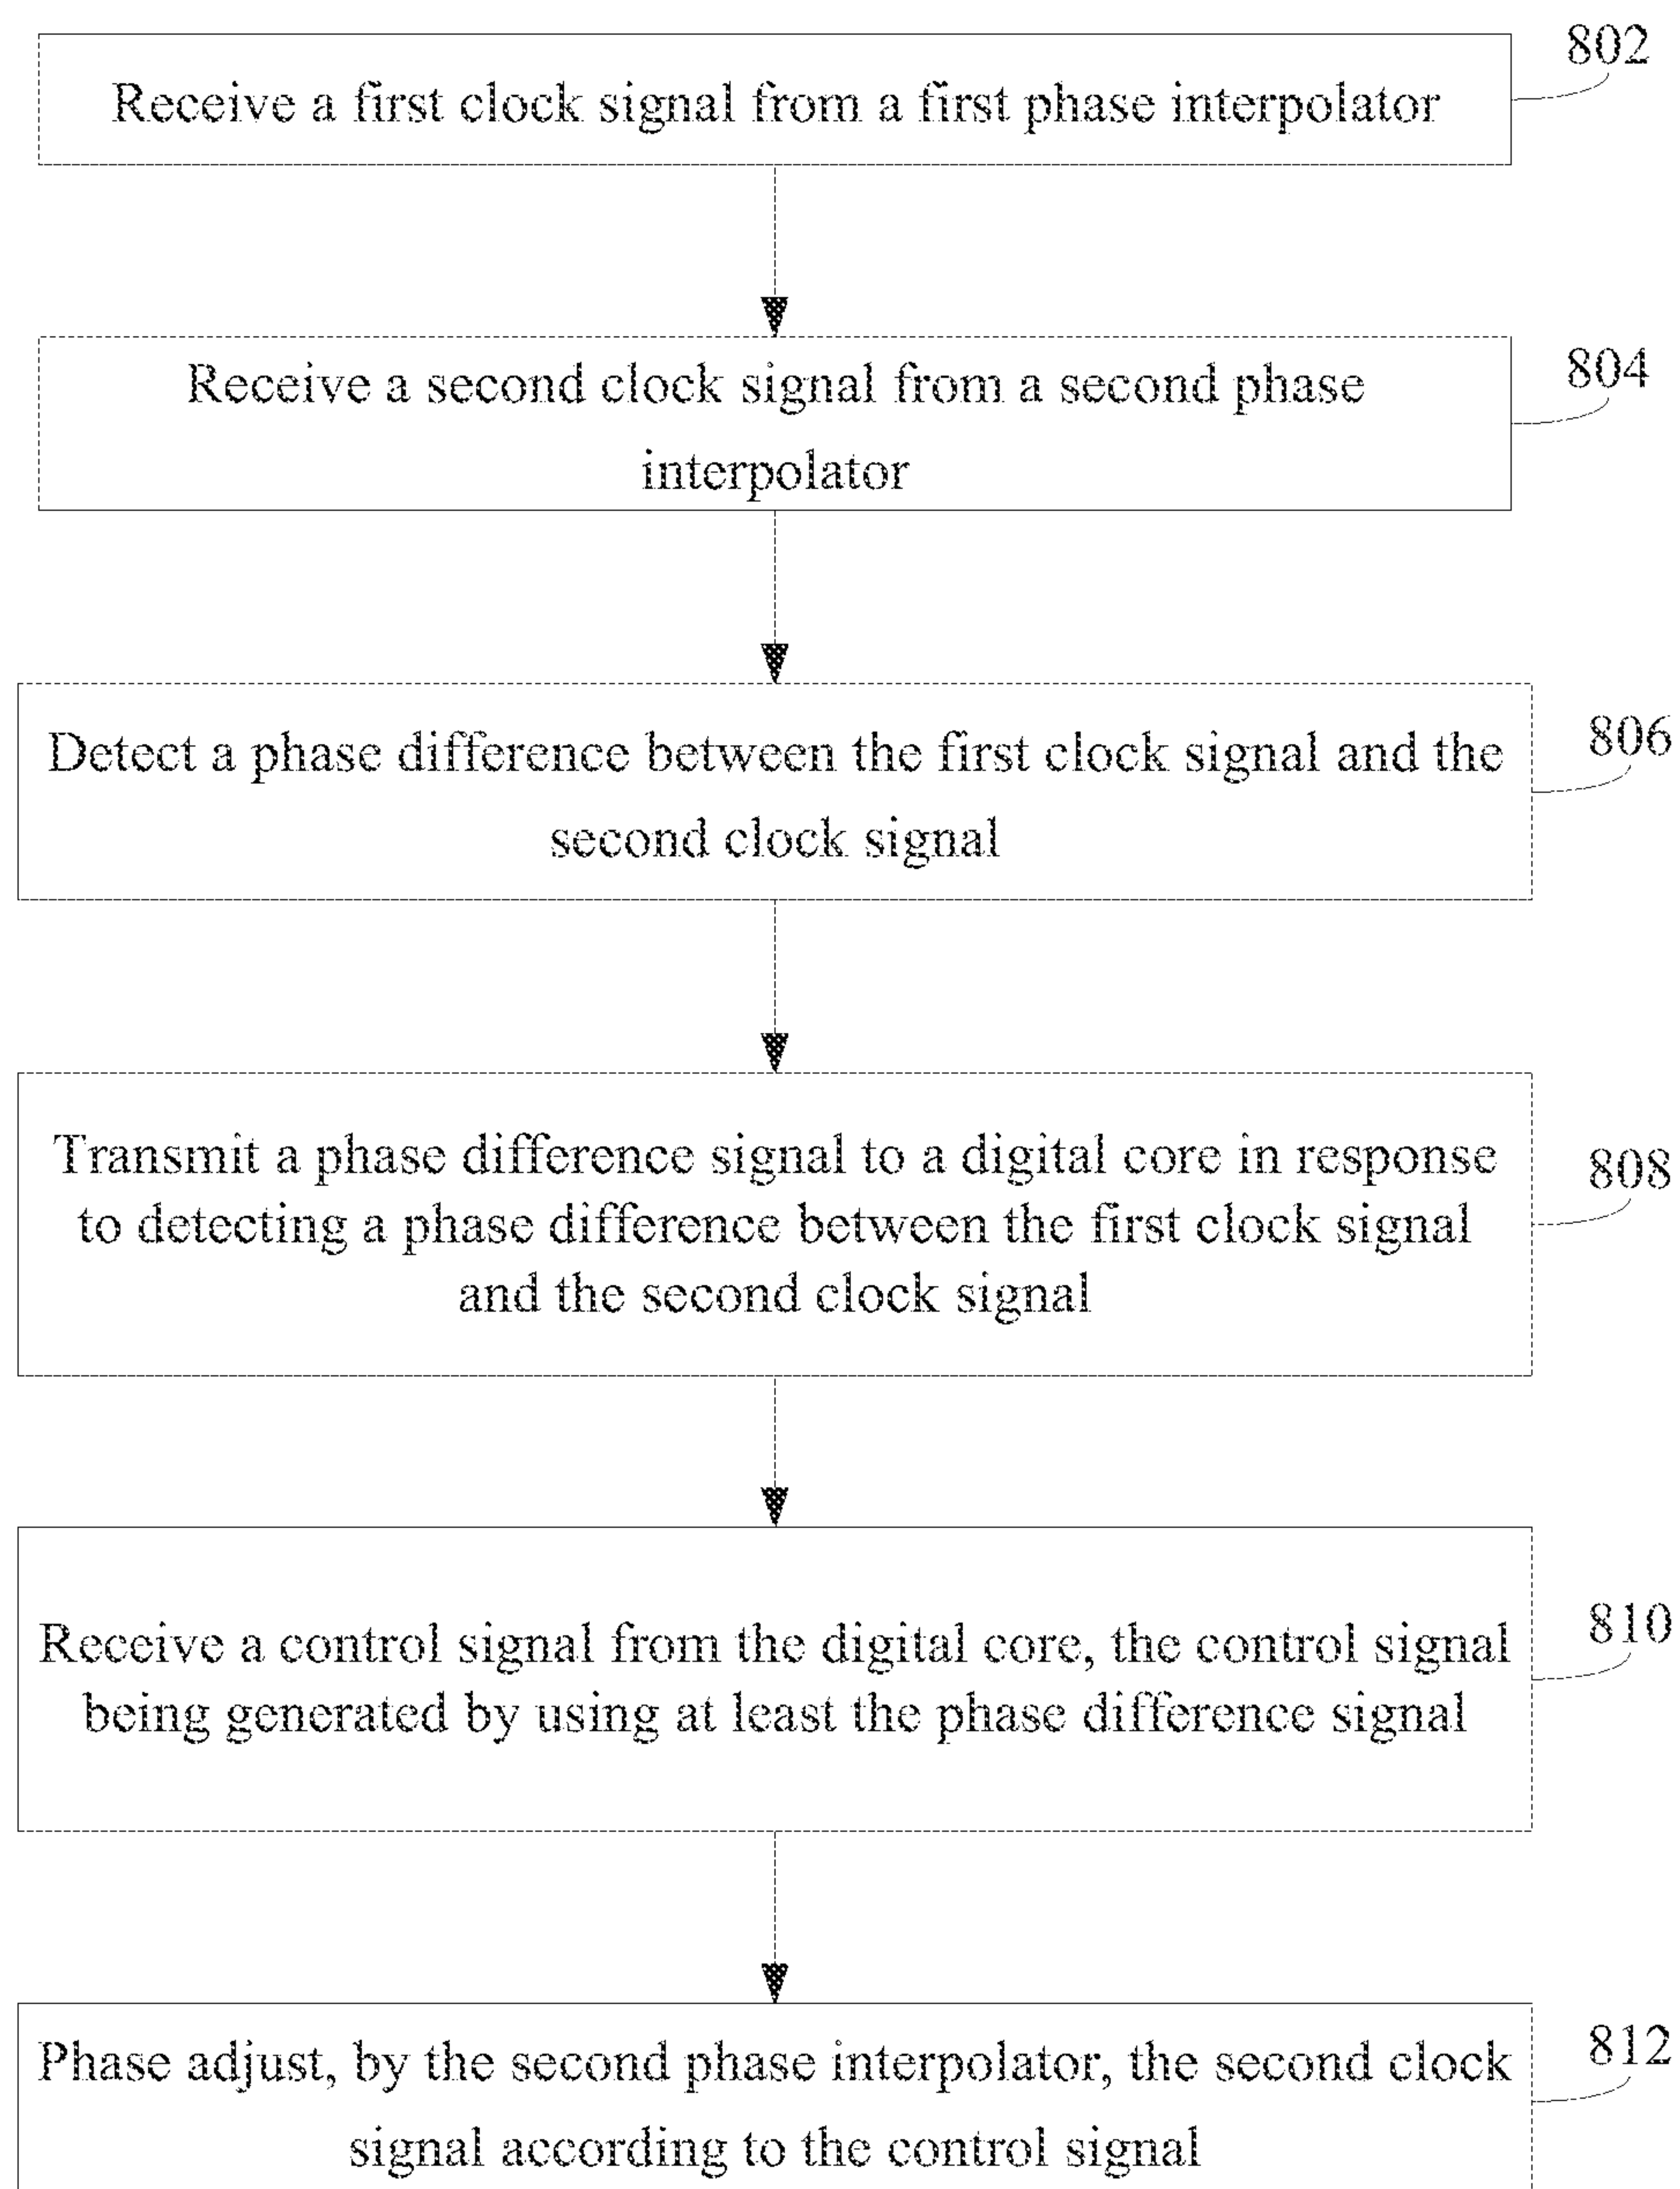 802
Receive a first clock signal from a first phase interpolator
804
Receive a second clock signal from a second phase
interpolator
806
Detect a phase difference between the first clock signal and the
second clock signal
808
Transmit a phase difference signal to a digital core in response
to detecting a phase difference between the first clock signal
and the second clock signal
810
Receive a control signal from the digital core, the control signal
being generated by using at least the phase difference signal
812
Phase adjust, by the second phase interpolator, the second clock
signal according to the control signal